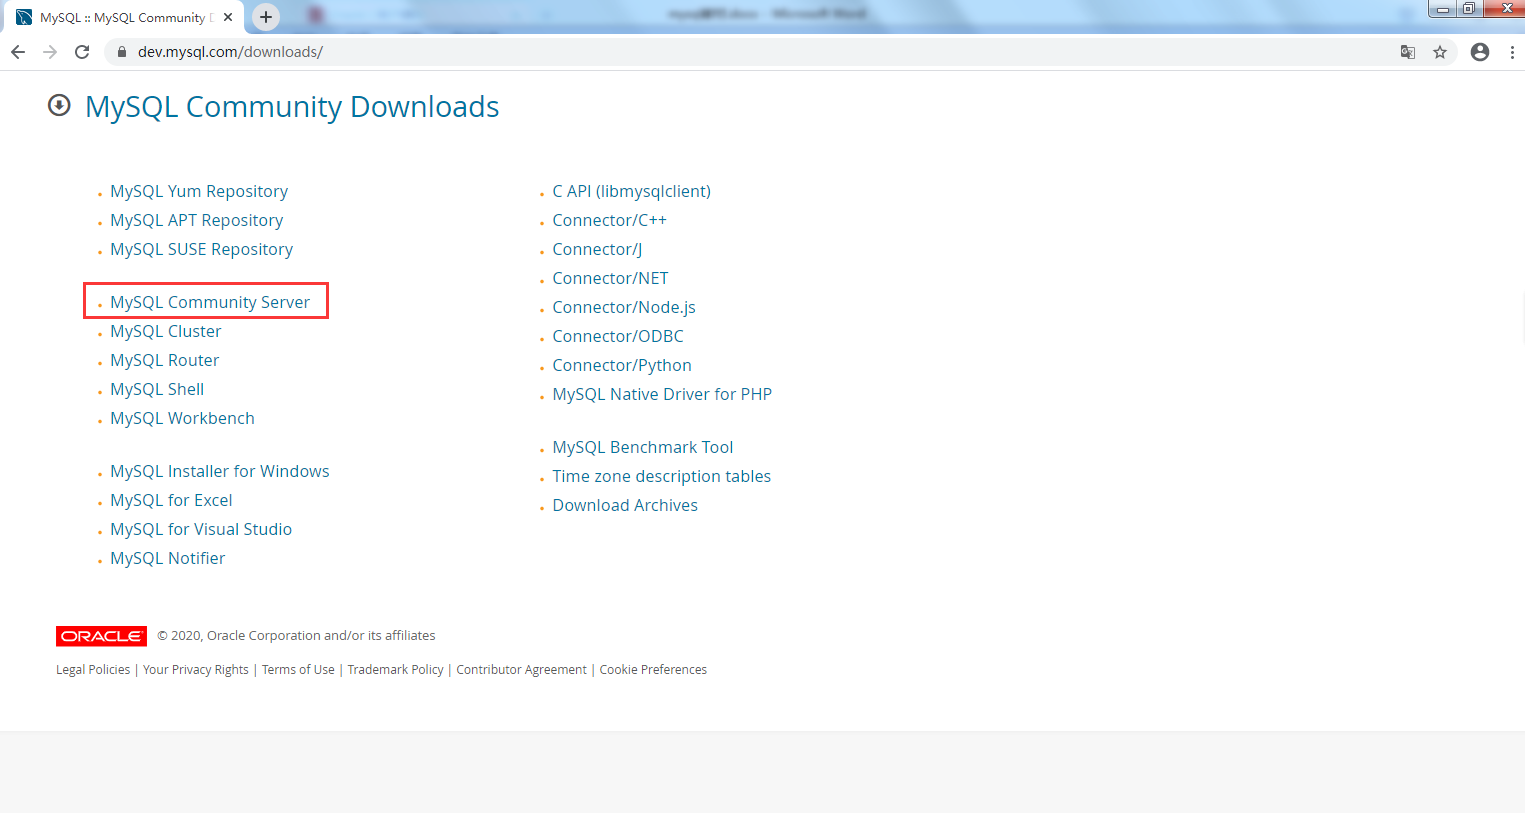 MySQL :: MySQL Community D
dev.mysql.com/downloads/
MySQL Community Downloads
MySQL Yum Repository
MySQL APT Repository
MySQL SUSE Repository
MySQL Community Server
MySQL Cluster
MySQL Router
MySQL Shell
MySQL Workbench
MySQL Installer for Windows
MySQL for Excel
MySQL for Visual Studio
MySQL Notifier
C API (libmysqlclient)
Connector/C++
Connector/J
Connector/NET
Connector/Node.js
Connector/ODBC
Connector/Python
MySQL Native Driver for PHP
MySQL Benchmark Tool
Time zone description tables
Download Archives
ORACLE © 2020, Oracle Corporation and/or its affiliates
Legal Policies | Your Privacy Rights | Terms of Use | Trademark Policy | Contributor Agreement | Cookie Preferences